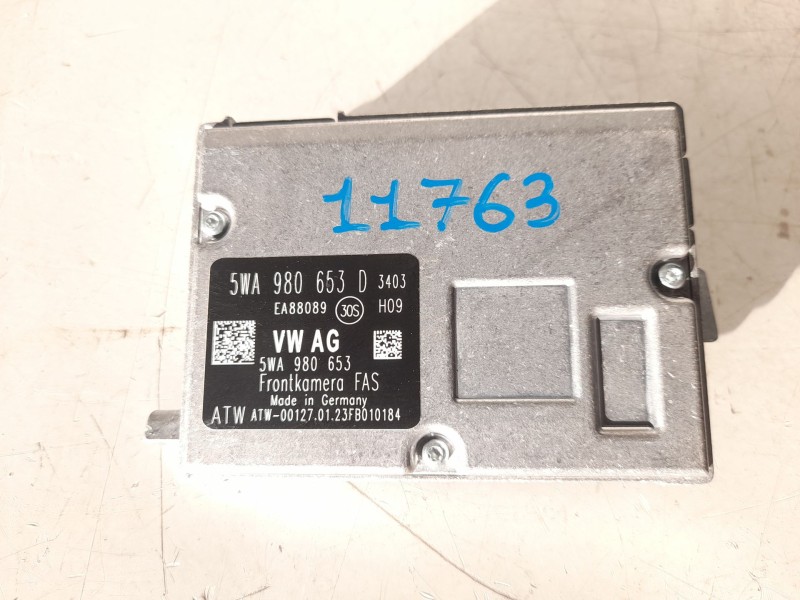 11763
5WA 980 653 D 3403
EA88089 30S H09
VW AG
5WA 980 653
Frontkamera FAS
Made in Germany
ATW ATW-00127.01.23FB010184